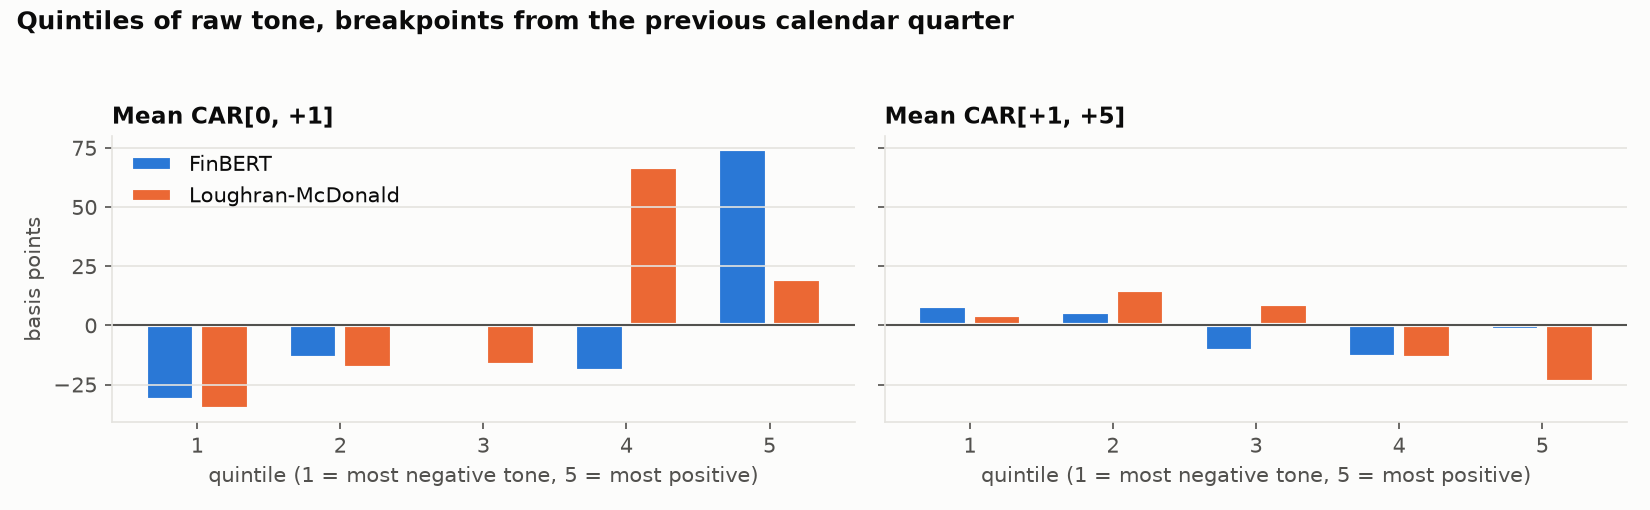 Quintiles of raw tone, breakpoints from the previous calendar quarter
Mean CAR[0, +1]
75
50
25
0
−25
basis points
FinBERT
Loughran-McDonald
1 2 3 4 5
quintile (1 = most negative tone, 5 = most positive)
Mean CAR[+1, +5]
1 2 3 4 5
quintile (1 = most negative tone, 5 = most positive)